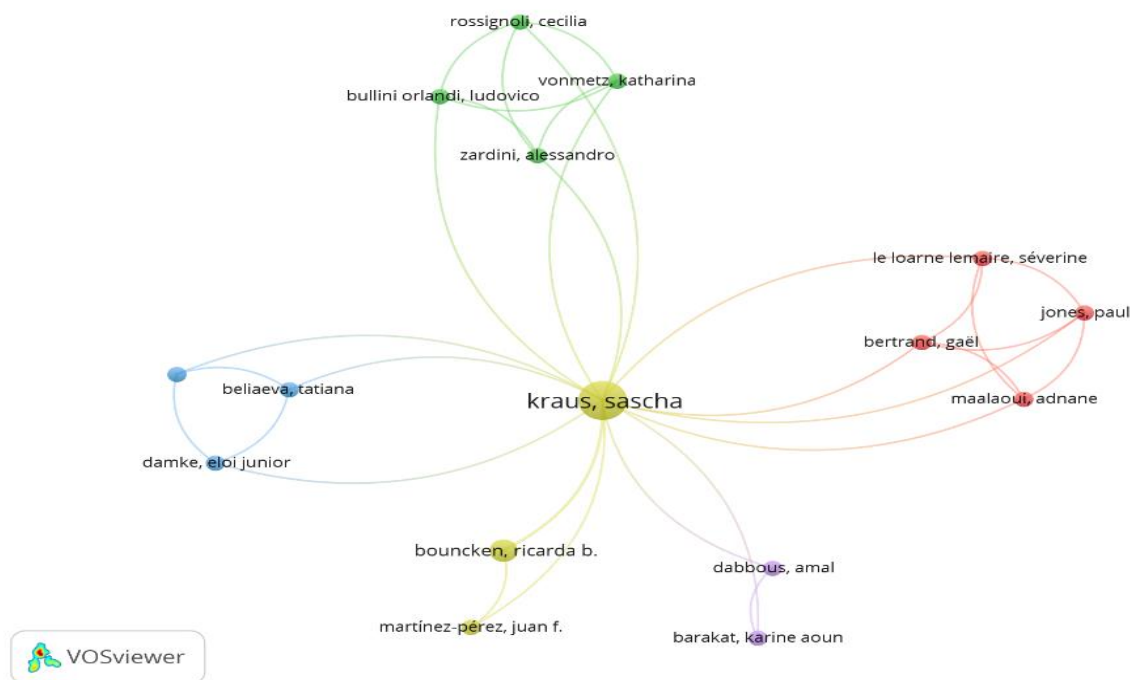 rossignoli, cecilia
vonmetz, katharina
bullini orlandi, ludovico
zardini, alessandro
le loarne lemaire, séverine
jones, paul
bertrand, gaël
beliaeva, tatiana
kraus, sascha
maalaoui, adnane
damke, eloi junior
bouncken, ricarda b.
dabbous, amal
martínez-pérez, juan f.
barakat, karine aoun
VOSviewer